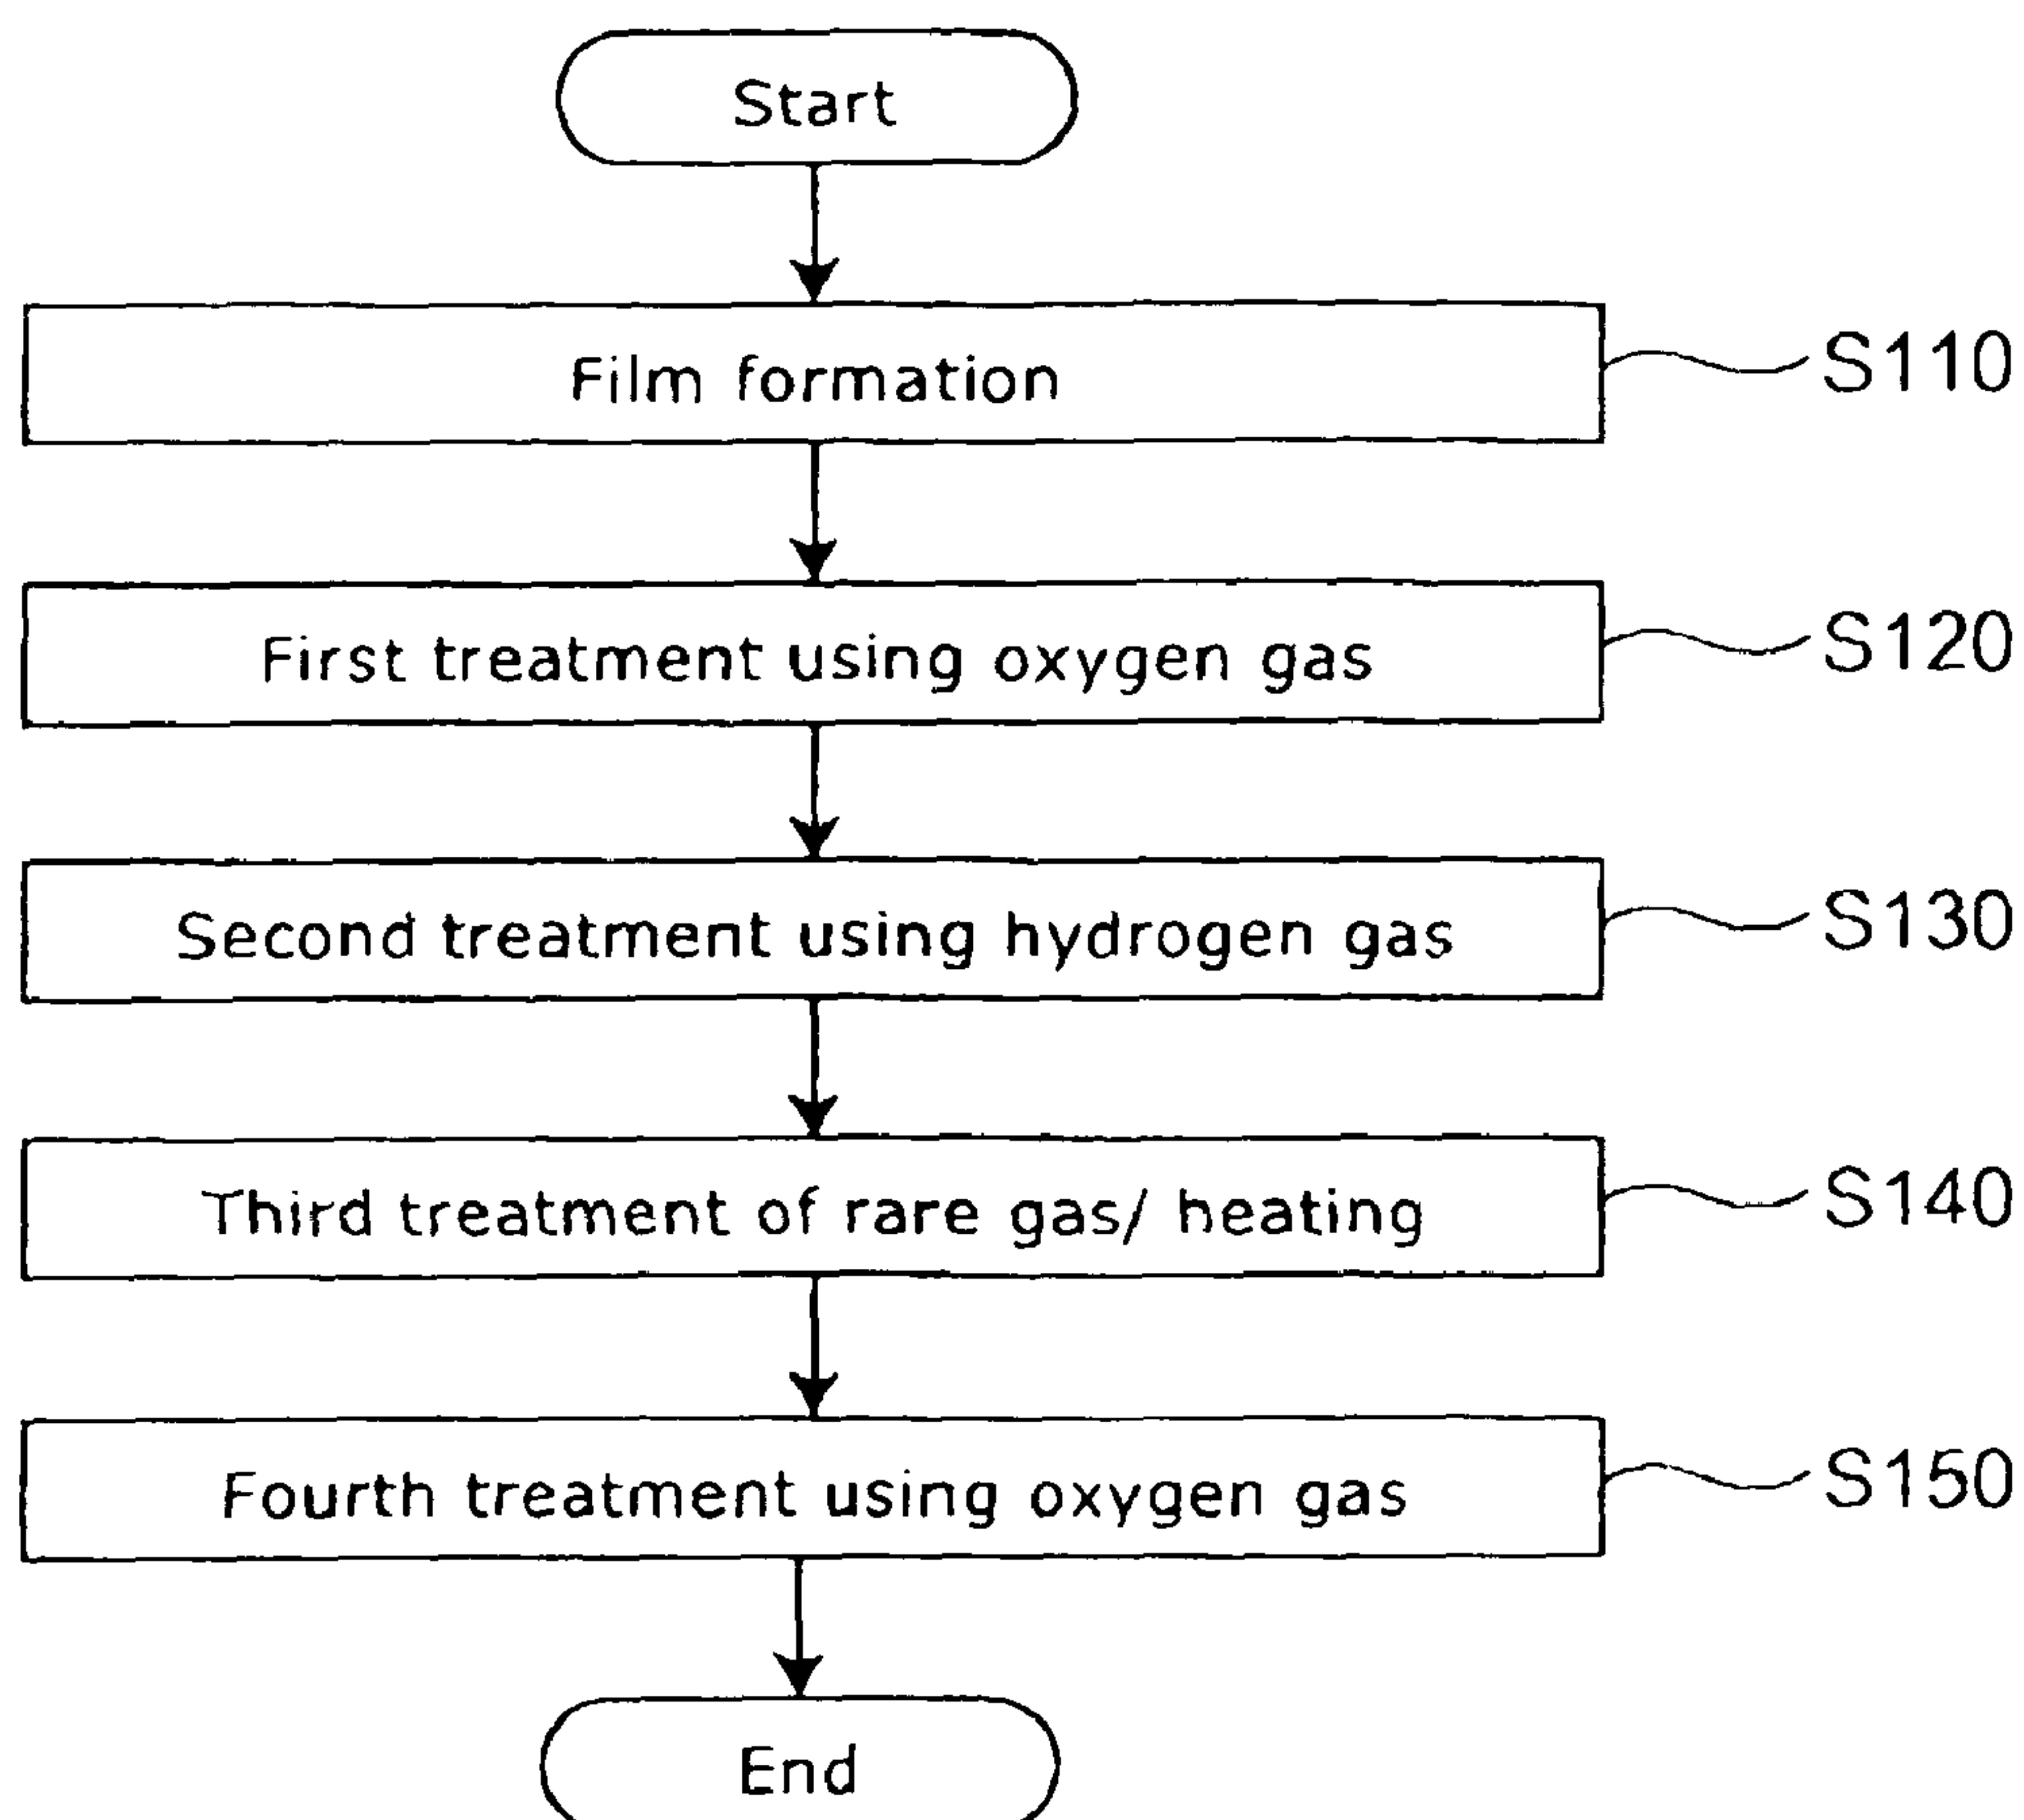 Start
Film formation
S110
First treatment using oxygen gas
S120
Second treatment using hydrogen gas
S130
Third treatment of rare gas/ heating
S140
Fourth treatment using oxygen gas
S150
End